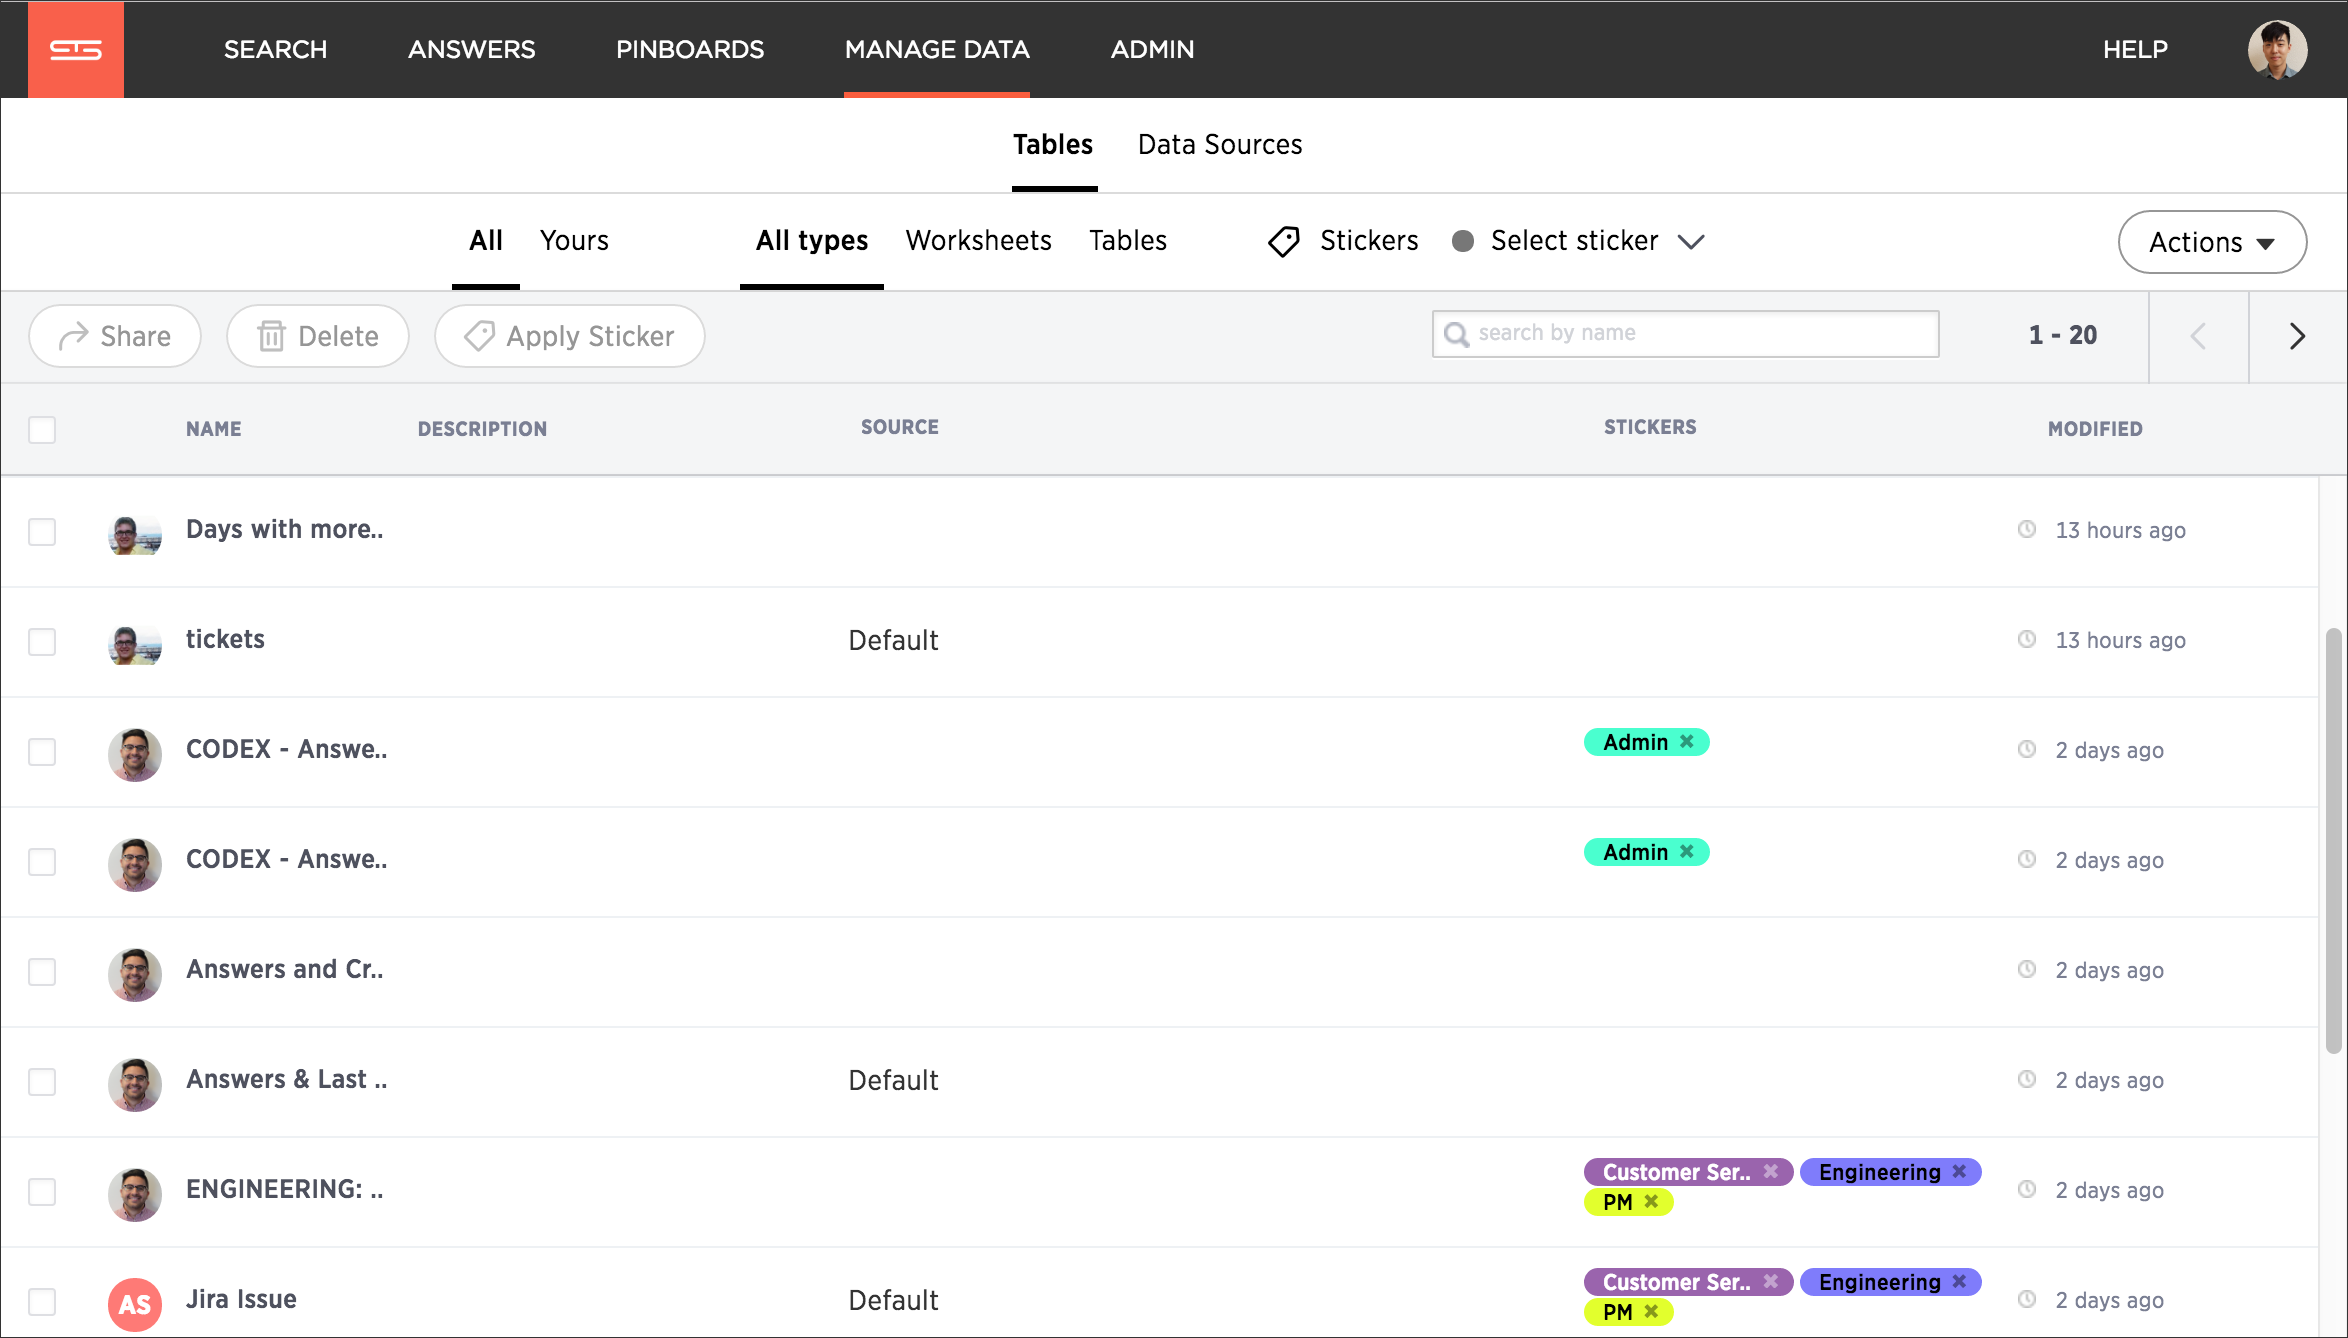 SEARCH ANSWERS PINBOARDS MANAGE DATA ADMIN HELP
Tables Data Sources
All Yours All types Worksheets Tables Stickers Select sticker Actions
Share Delete Apply Sticker search by name 1 - 20
NAME DESCRIPTION SOURCE STICKERS MODIFIED
Days with more.. 13 hours ago
tickets Default 13 hours ago
CODEX - Answe.. Admin 2 days ago
CODEX - Answe.. Admin 2 days ago
Answers and Cr.. 2 days ago
Answers & Last .. Default 2 days ago
ENGINEERING: .. Customer Ser.. Engineering 2 days ago
PM
AS Jira Issue Default Customer Ser.. Engineering 2 days ago
PM